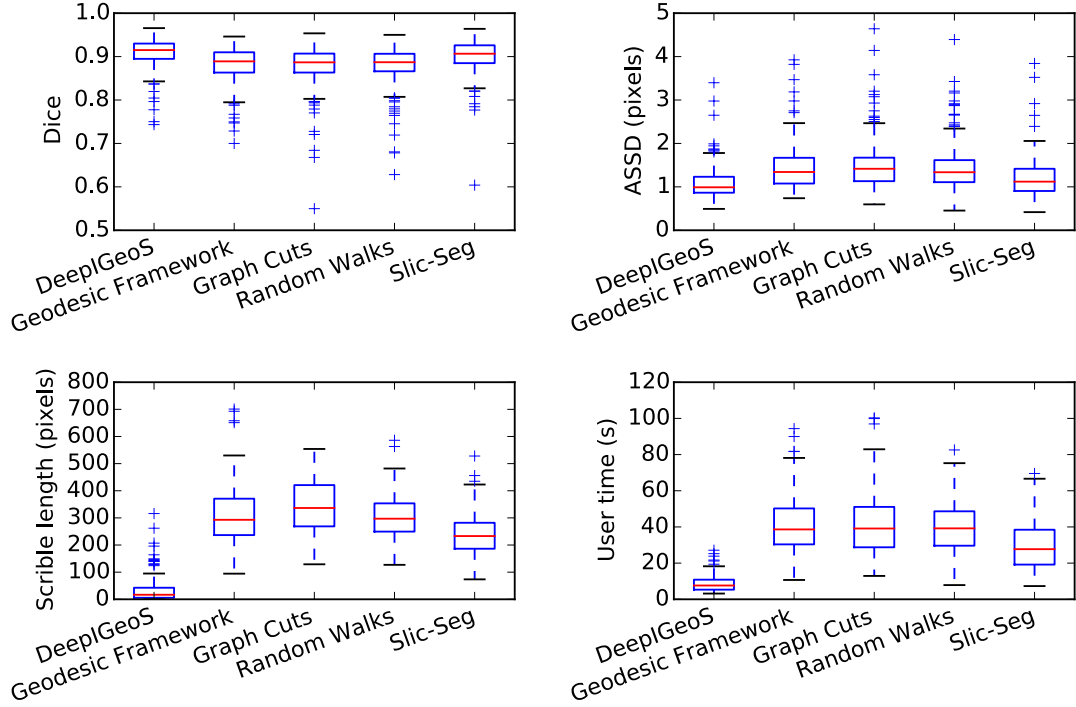 1.0
0.9
0.8
0.7
0.6
0.5
Dice
DeepIGeoS
Geodesic Framework
Graph Cuts
Random Walks
Slic-Seg
5
4
3
2
1
0
ASSD (pixels)
DeepIGeoS
Geodesic Framework
Graph Cuts
Random Walks
Slic-Seg
800
700
600
500
400
300
200
100
0
Scrible length (pixels)
DeepIGeoS
Geodesic Framework
Graph Cuts
Random Walks
Slic-Seg
120
100
80
60
40
20
0
User time (s)
DeepIGeoS
Geodesic Framework
Graph Cuts
Random Walks
Slic-Seg